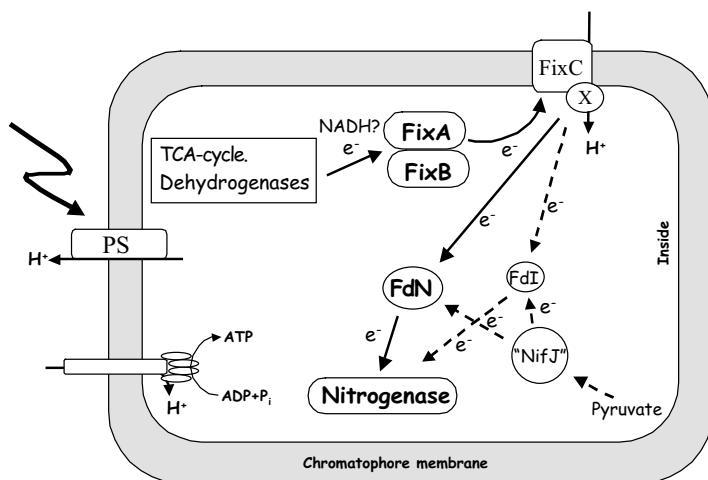 FixC
X
H⁺
NADH?
FixA
e⁻
e⁻
FixB
TCA-cycle.
Dehydrogenases
e⁻
e⁻
PS
H⁺
Inside
FdN
FdI
e⁻
e⁻
e⁻
e⁻
"NifJ"
ATP
ADP+Pᵢ
H⁺
Nitrogenase
Pyruvate
Chromatophore membrane